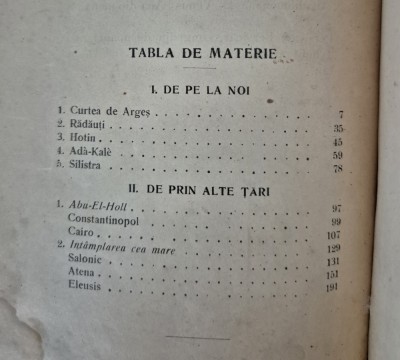 TABLA DE MATERIE
I. DE PE LA NOI
1. Curtea de Argeș . . . . . . . . . . . . . 7
2. Rădăuți . . . . . . . . . . . . . . . . 35
3. Hotin . . . . . . . . . . . . . . . . . 45
4. Adă-Kalè . . . . . . . . . . . . . . . 59
5. Silistra . . . . . . . . . . . . . . . . 78
II. DE PRIN ALTE ȚĂRI
1. Abu-El-Holl . . . . . . . . . . . . . . 97
Constantinopol . . . . . . . . . . . . 99
Cairo . . . . . . . . . . . . . . . . . 107
2. Intâmplarea cea mare . . . . . . . . . 129
Salonic . . . . . . . . . . . . . . . . 131
Atena . . . . . . . . . . . . . . . . . 151
Eleusis . . . . . . . . . . . . . . . . 191